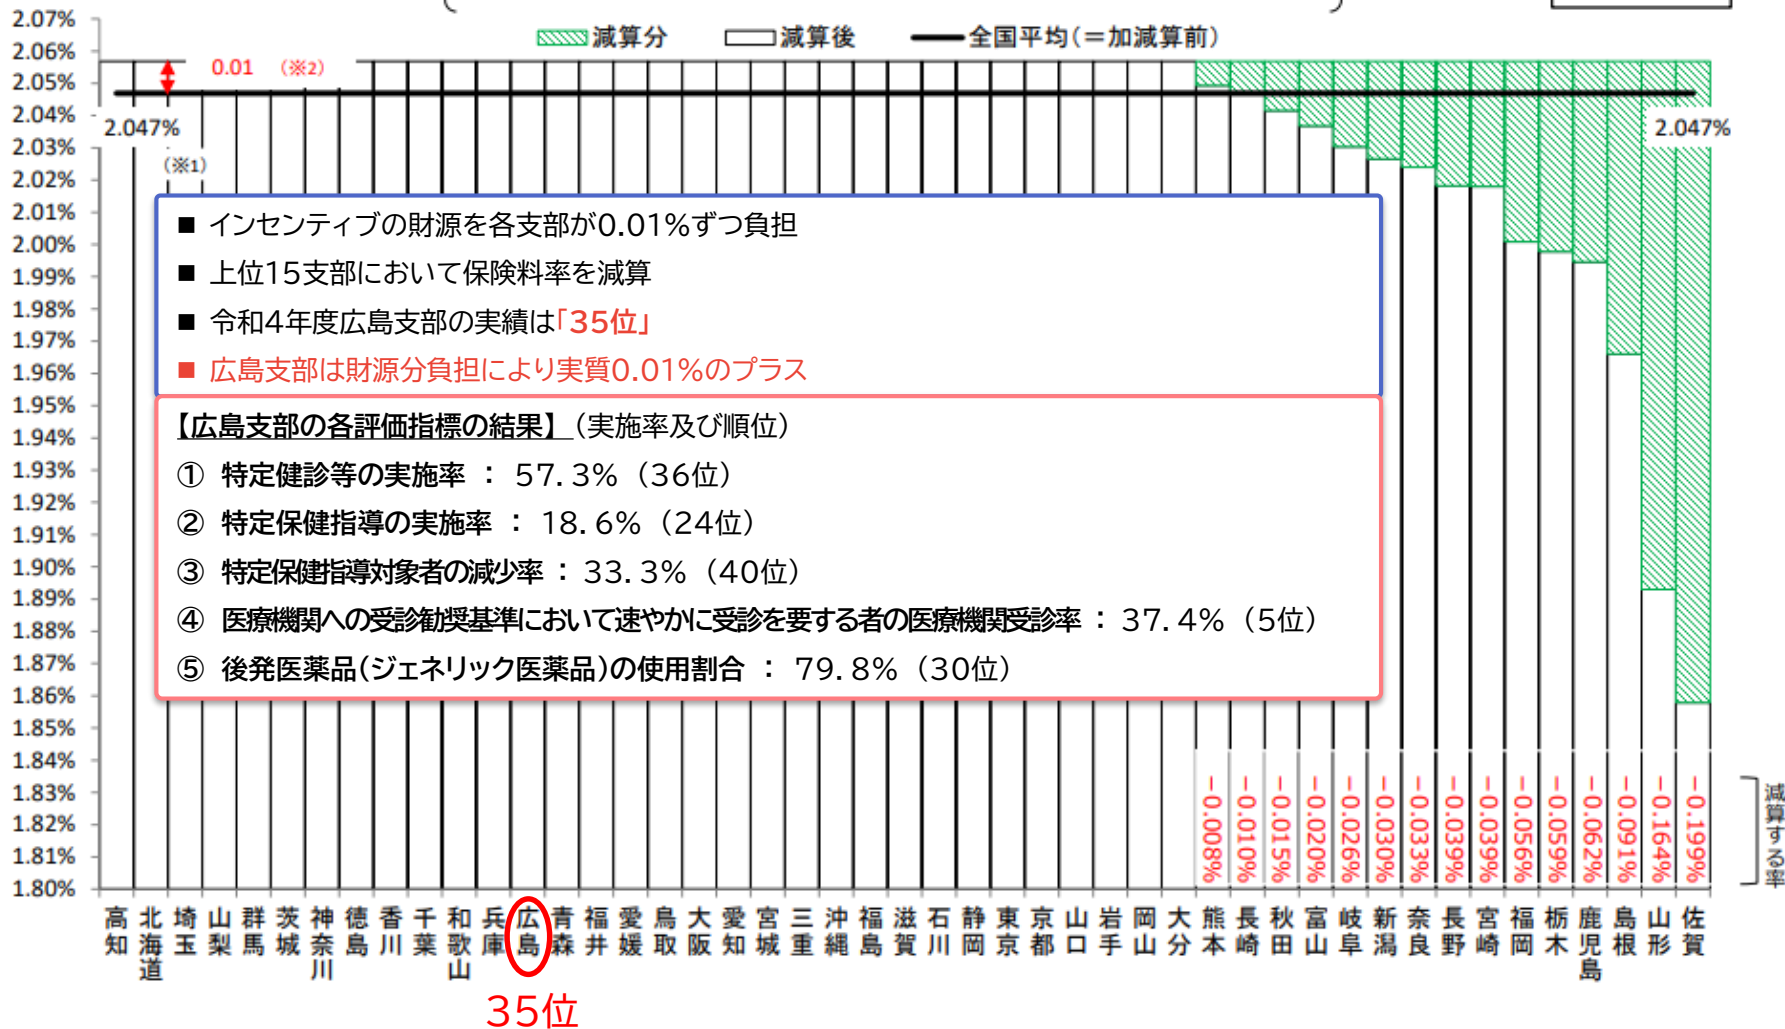 減算分 減算後 全国平均(=加減算前)
2.07%
2.06%
2.05%
2.04%
2.03%
2.02%
2.01%
2.00%
1.99%
1.98%
1.97%
1.96%
1.95%
1.94%
1.93%
1.92%
1.91%
1.90%
1.89%
1.88%
1.87%
1.86%
1.85%
1.84%
1.83%
1.82%
1.81%
1.80%
0.01 (※2)
2.047%
(※1)
2.047%
■ インセンティブの財源を各支部が0.01%ずつ負担
■ 上位15支部において保険料率を減算
■ 令和4年度広島支部の実績は「35位」
■ 広島支部は財源分負担により実質0.01%のプラス
【広島支部の各評価指標の結果】(実施率及び順位)
① 特定健診等の実施率 : 57.3% (36位)
② 特定保健指導の実施率 : 18.6% (24位)
③ 特定保健指導対象者の減少率 : 33.3% (40位)
④ 医療機関への受診勧奨基準において速やかに受診を要する者の医療機関受診率 : 37.4% (5位)
⑤ 後発医薬品(ジェネリック医薬品)の使用割合 : 79.8% (30位)
-0.008%
-0.010%
-0.015%
-0.020%
-0.026%
-0.030%
-0.033%
-0.039%
-0.039%
-0.056%
-0.059%
-0.062%
-0.091%
-0.164%
-0.199%
減算する率
高知
北海道
埼玉
山梨
群馬
茨城
神奈川
徳島
香川
千葉
和歌山
兵庫
広島
青森
福井
愛媛
鳥取
大阪
愛知
宮城
三重
沖縄
福島
滋賀
石川
静岡
東京
京都
山口
岩手
岡山
大分
熊本
長崎
秋田
富山
岐阜
新潟
奈良
長野
宮崎
福岡
栃木
鹿児島
島根
山形
佐賀
35位